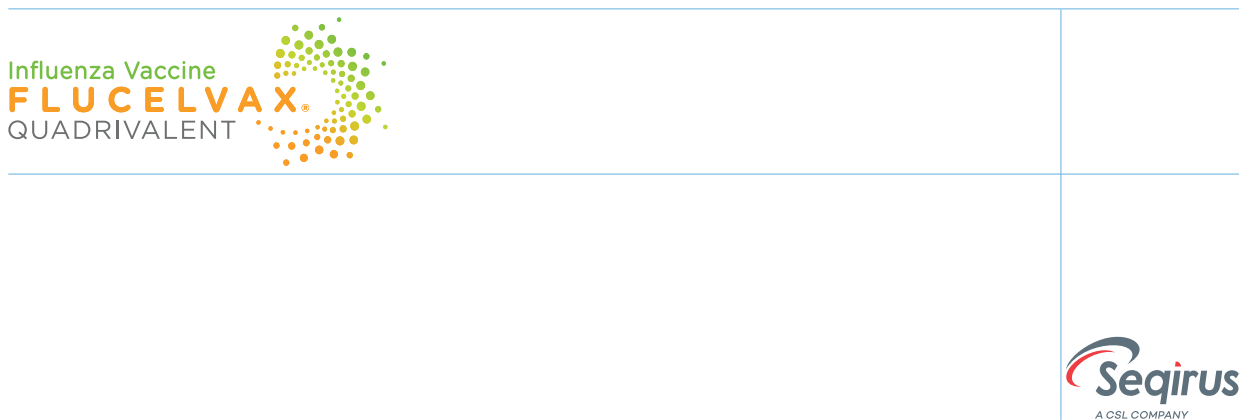 Influenza Vaccine
FLUCELVAX®
QUADRIVALENT
Seqirus
A CSL COMPANY